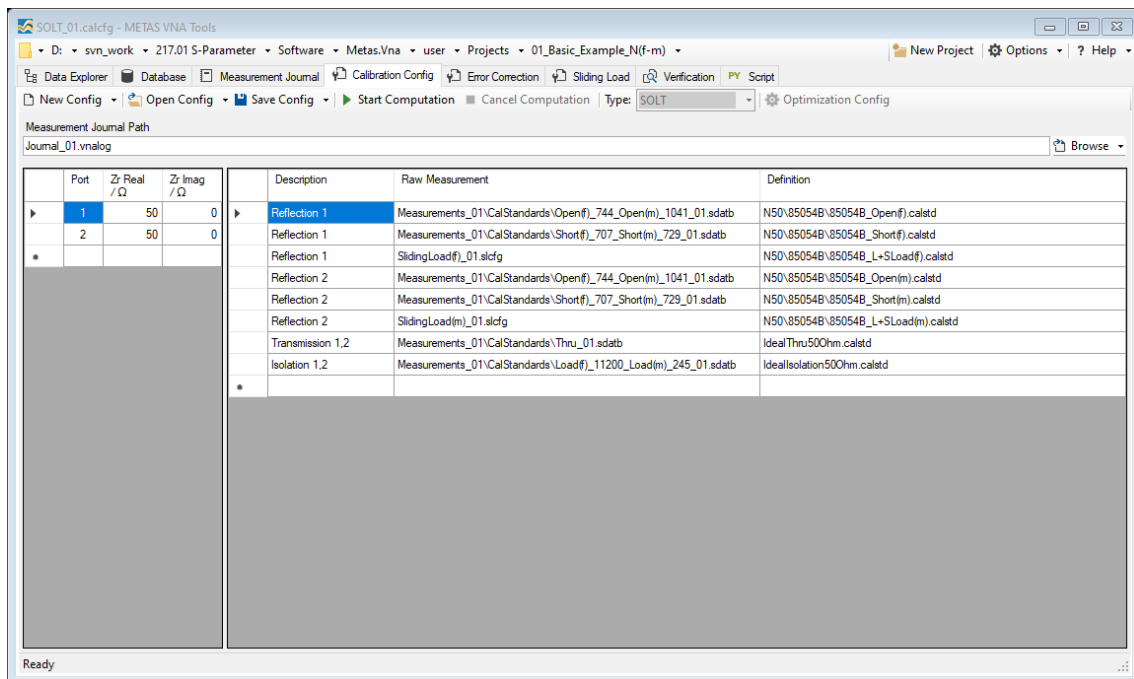 SOLT_01.calcfg - METAS VNA Tools
D: svn_work 217.01 S-Parameter Software Metas.Vna user Projects 01_Basic_Example_N(f-m) New Project Options ? Help
Data Explorer Database Measurement Journal Calibration Config Error Correction Sliding Load Verification PY Script
New Config Open Config Save Config Start Computation Cancel Computation Type: SOLT Optimization Config
Measurement Journal Path
Journal_01.vnalog Browse
Port Zr Real / Ω Zr Imag / Ω Description Raw Measurement Definition
1 50 0 Reflection 1 Measurements_01\CalStandards\Open(f)_744_Open(m)_1041_01.sdatb N50\85054B\85054B_Open(f).calstd
2 50 0 Reflection 1 Measurements_01\CalStandards\Short(f)_707_Short(m)_729_01.sdatb N50\85054B\85054B_Short(f).calstd
Reflection 1 SlidingLoad(f)_01.slcfg N50\85054B\85054B_L+SLoad(f).calstd
Reflection 2 Measurements_01\CalStandards\Open(f)_744_Open(m)_1041_01.sdatb N50\85054B\85054B_Open(m).calstd
Reflection 2 Measurements_01\CalStandards\Short(f)_707_Short(m)_729_01.sdatb N50\85054B\85054B_Short(m).calstd
Reflection 2 SlidingLoad(m)_01.slcfg N50\85054B\85054B_L+SLoad(m).calstd
Transmission 1,2 Measurements_01\CalStandards\Thru_01.sdatb IdealThru50Ohm.calstd
Isolation 1,2 Measurements_01\CalStandards\Load(f)_11200_Load(m)_245_01.sdatb IdealIsolation50Ohm.calstd
Ready